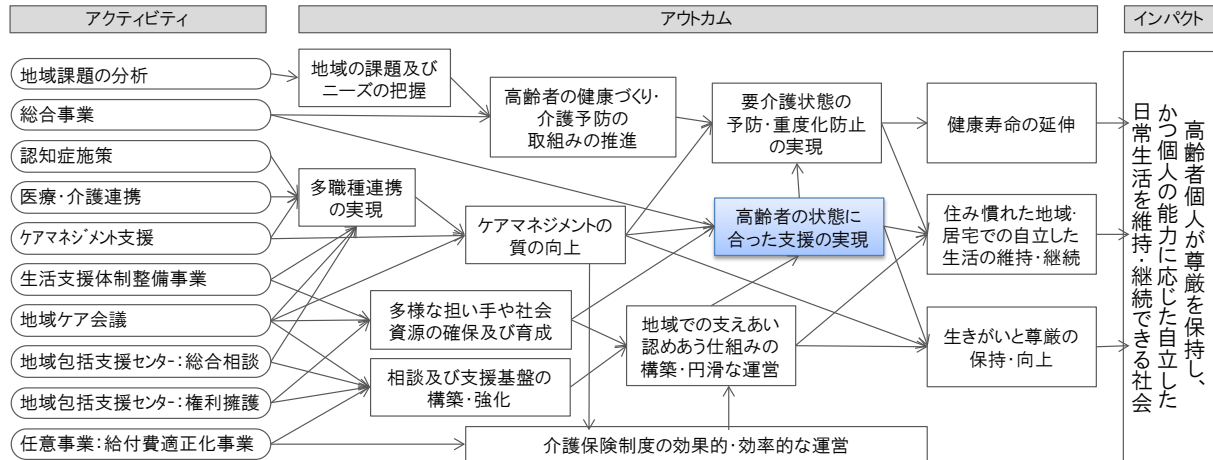 アクティビティ
アウトカム
インパクト
地域課題の分析
総合事業
認知症施策
医療・介護連携
ケアマネジメント支援
生活支援体制整備事業
地域ケア会議
地域包括支援センター：総合相談
地域包括支援センター：権利擁護
任意事業：給付費適正化事業
地域の課題及び
ニーズの把握
多職種連携
の実現
高齢者の健康づくり・
介護予防の
取組みの推進
ケアマネジメントの
質の向上
多様な担い手や社会
資源の確保及び育成
相談及び支援基盤の
構築・強化
介護保険制度の効果的・効率的な運営
要介護状態の
予防・重度化防止
の実現
高齢者の状態に
合った支援の実現
地域での支えあい
認めあう仕組みの
構築・円滑な運営
健康寿命の延伸
住み慣れた地域・
居宅での自立した
生活の維持・継続
生きがいと尊厳の
保持・向上
高齢者個人が尊厳を保持し、
かつ個人の能力に応じた自立した
日常生活を維持・継続できる社会